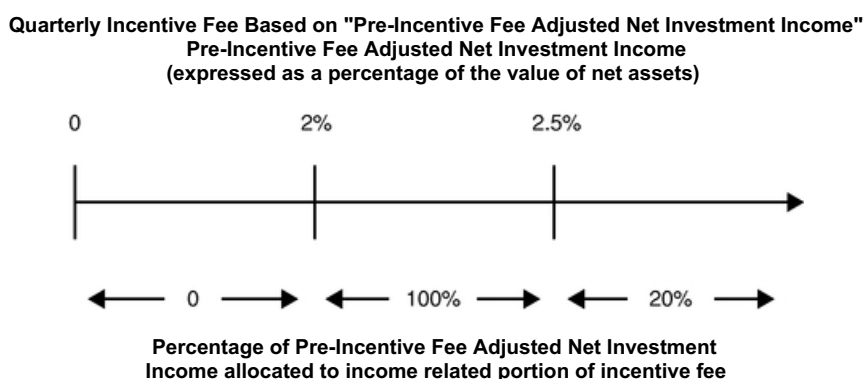 Quarterly Incentive Fee Based on "Pre-Incentive Fee Adjusted Net Investment Income"
Pre-Incentive Fee Adjusted Net Investment Income
(expressed as a percentage of the value of net assets)
0 2% 2.5%
0 100% 20%
Percentage of Pre-Incentive Fee Adjusted Net Investment
Income allocated to income related portion of incentive fee